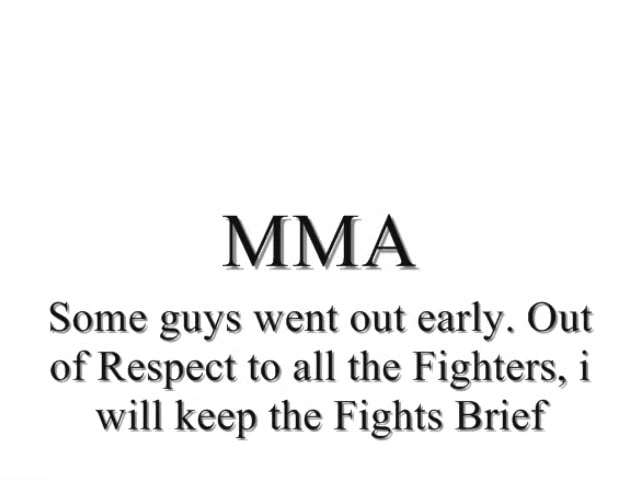 MMA
Some guys went out early. Out
of Respect to all the Fighters, i
will keep the Fights Brief